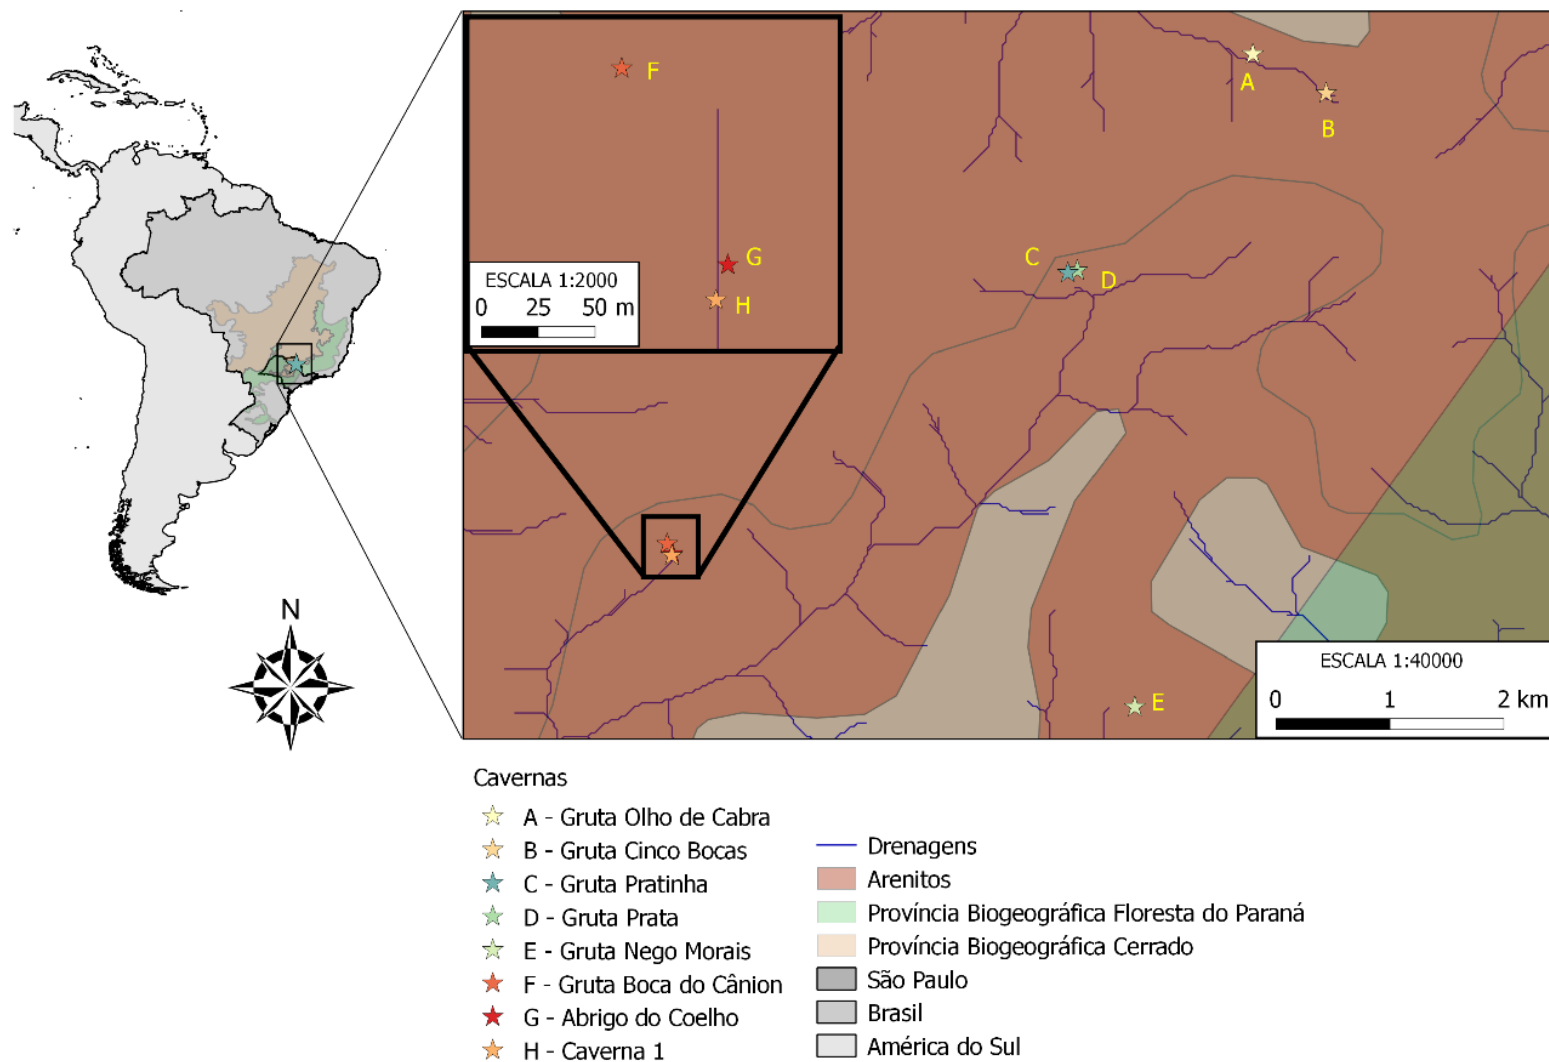 F
A
B
G
H
ESCALA 1:2000
0 25 50 m
C
D
N
E
ESCALA 1:40000
0 1 2 km
Cavernas
A - Gruta Olho de Cabra
B - Gruta Cinco Bocas
C - Gruta Pratinha
D - Gruta Prata
E - Gruta Nego Morais
F - Gruta Boca do Cânion
G - Abrigo do Coelho
H - Caverna 1
Drenagens
Arenitos
Província Biogeográfica Floresta do Paraná
Província Biogeográfica Cerrado
São Paulo
Brasil
América do Sul